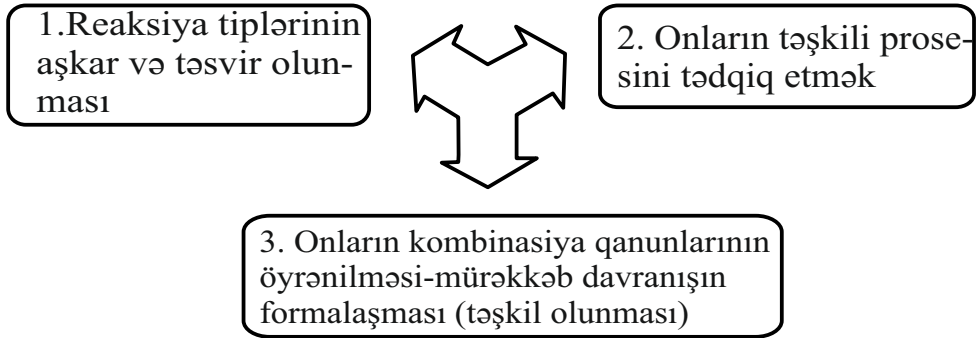 1.Reaksiya tiplərinin
aşkar və təsvir olun-
ması
2. Onların təşkili prose-
sini tədqiq etmək
3. Onların kombinasiya qanunlarının
öyrənilməsi-mürəkkəb davranışın
formalaşması (təşkil olunması)